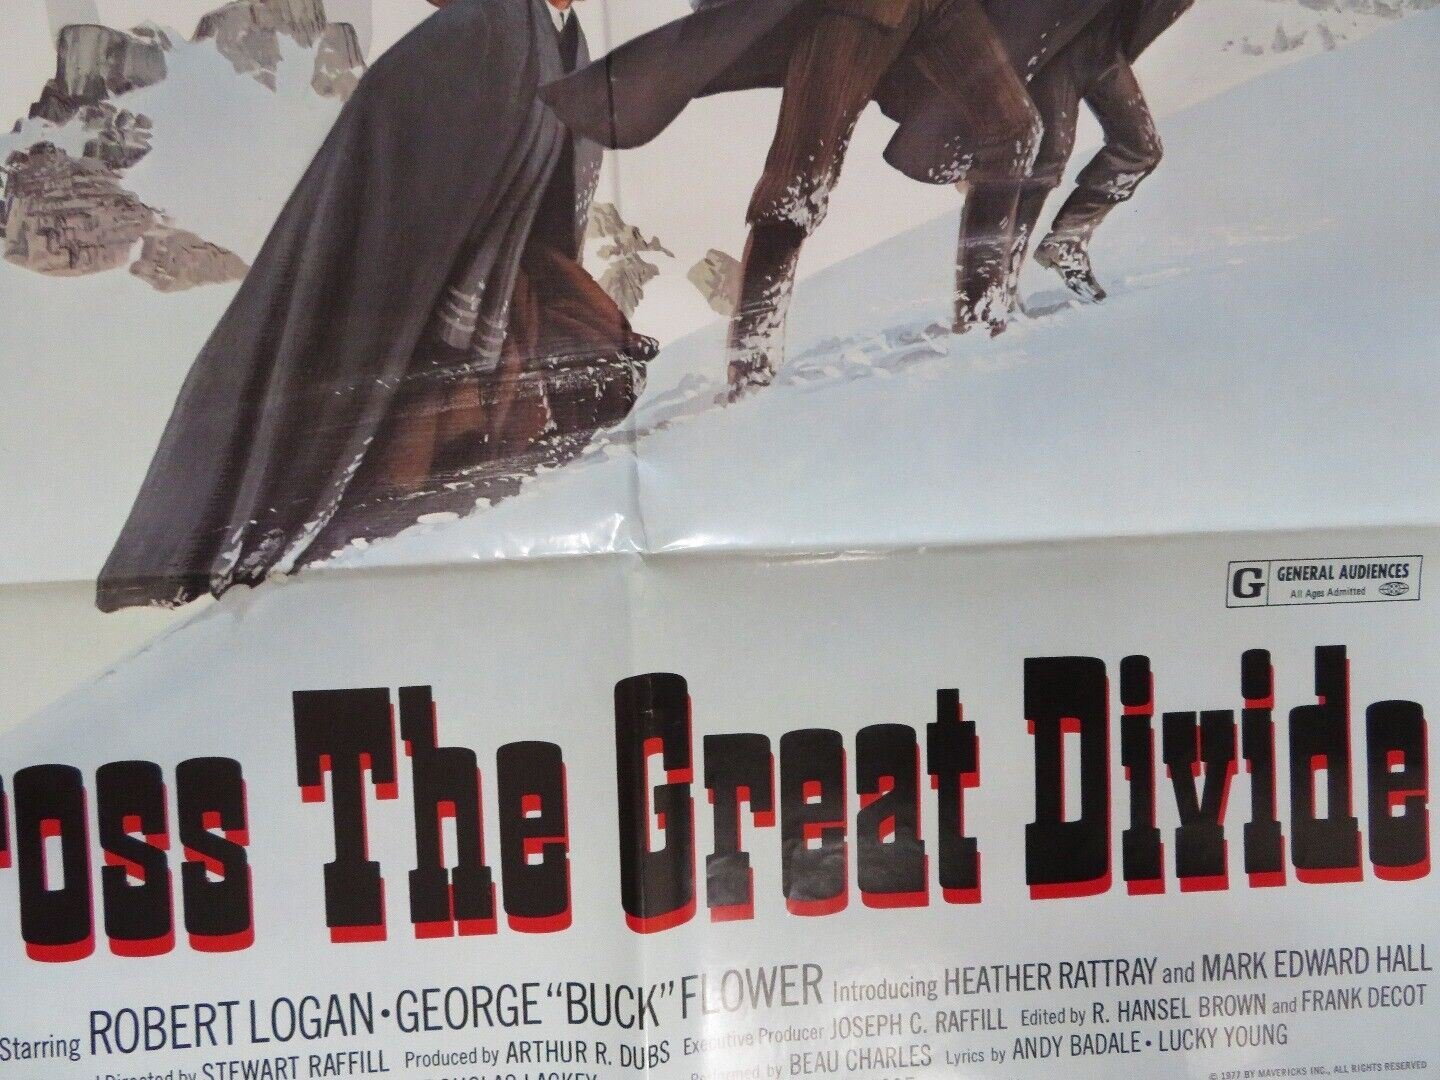 G GENERAL AUDIENCES
All Ages Admitted
ross The Great Divide
Starring ROBERT LOGAN • GEORGE "BUCK" FLOWER Introducing HEATHER RATTRAY and MARK EDWARD HALL
Directed by STEWART RAFFILL Produced by ARTHUR R. DUBS Executive Producer JOSEPH C. RAFFILL Edited by R. HANSEL BROWN and FRANK DECOT
Performed by BEAU CHARLES Lyrics by ANDY BADALE • LUCKY YOUNG
© 1977 BY MAVERICKS INC., ALL RIGHTS RESERVED